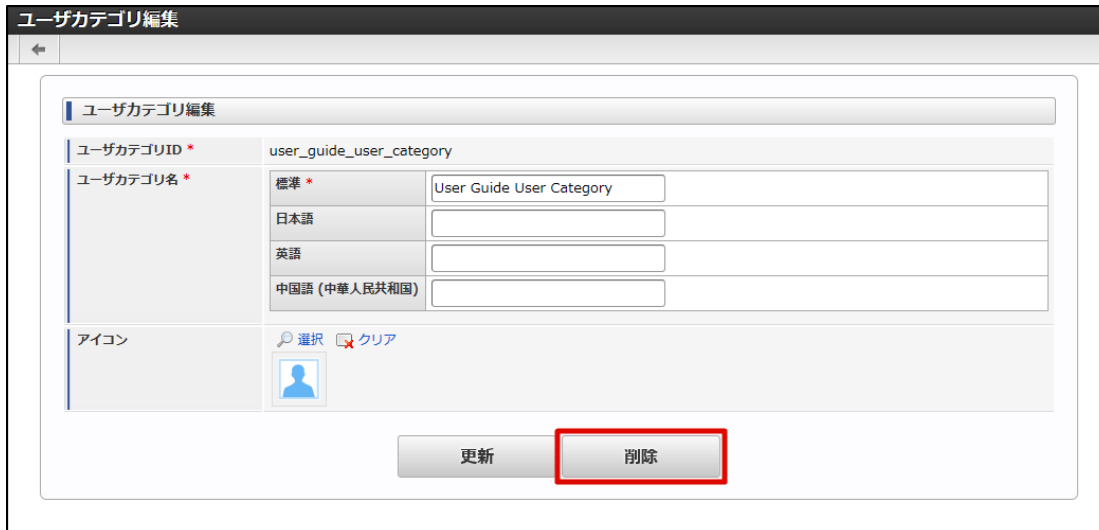 ユーザカテゴリ編集
ユーザカテゴリ編集
ユーザカテゴリID * user_guide_user_category
ユーザカテゴリ名 * 標準 * User Guide User Category
日本語
英語
中国語 (中華人民共和国)
アイコン 選択 クリア
更新 削除